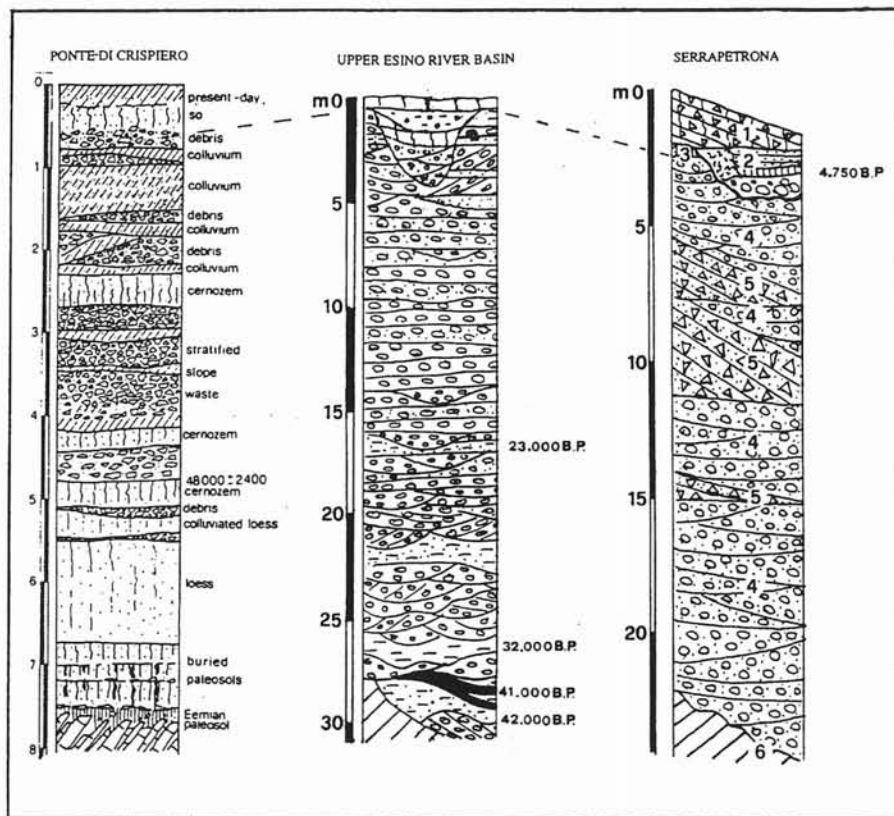 PONTE-DI CRISPIERO
0
present-day
so
debris
1
colluvium
colluvium
debris
2
colluvium
debris
colluvium
cernozem
3
stratified
slope
waste
4
cernozem
48000±2400
5
cernozem
debris
colluviated loess
6
loess
7
buried
paleosols
Eemian
paleosol
8
UPPER ESINO RIVER BASIN
m0
5
10
15
23.000 B.P.
20
25
32.000 B.P.
41.000 B.P.
42.000 B.P.
30
SERRAPETRONA
m0
1
3
2
4.750 B.P
5
4
5
4
10
5
4
15
5
4
20
6